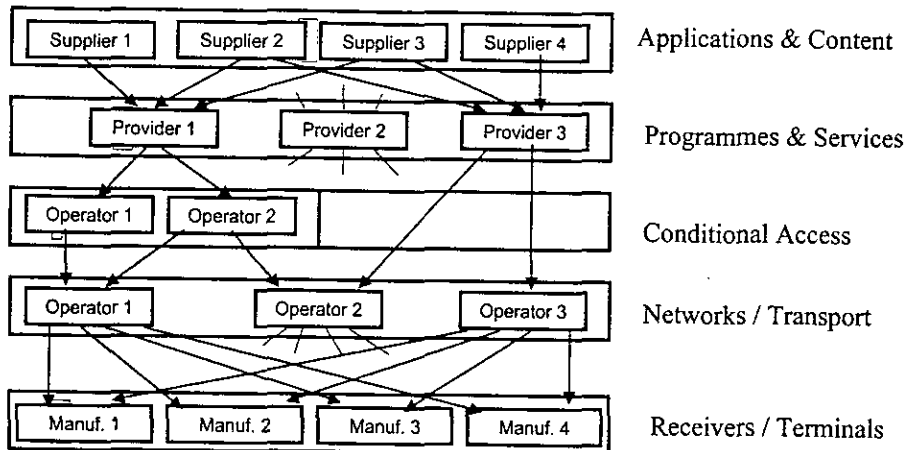 Supplier 1 Supplier 2 Supplier 3 Supplier 4 Applications & Content
Provider 1 Provider 2 Provider 3 Programmes & Services
Operator 1 Operator 2 Conditional Access
Operator 1 Operator 2 Operator 3 Networks / Transport
Manuf. 1 Manuf. 2 Manuf. 3 Manuf. 4 Receivers / Terminals